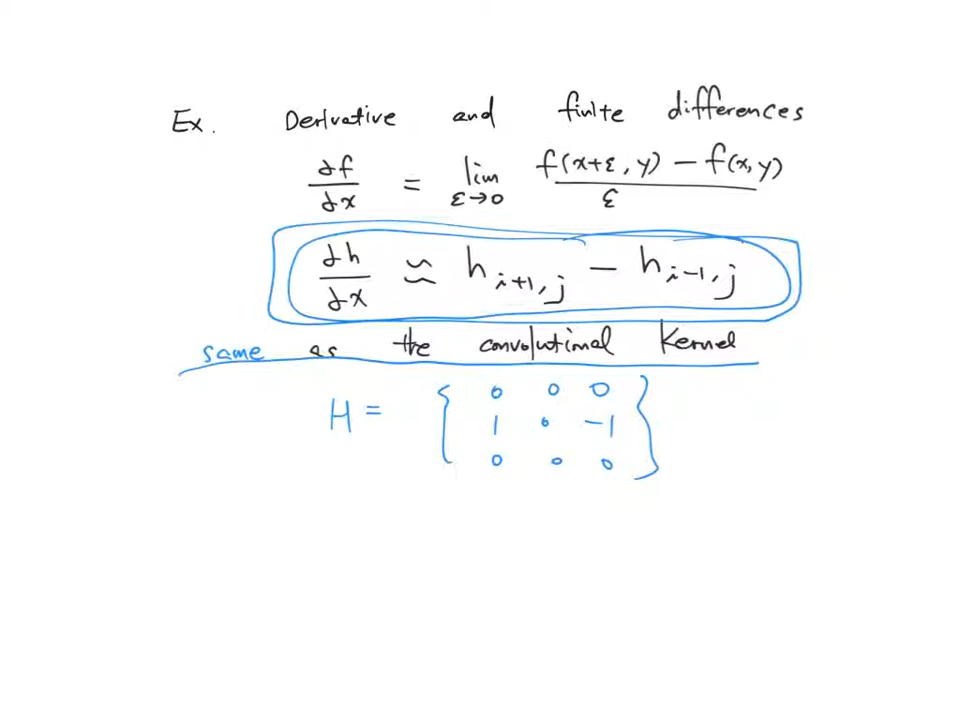 Ex. Derivative and finite differences
∂f/∂x = lim ε→0 f(x+ε, y) − f(x, y) / ε
∂h/∂x ≈ h i+1, j − h i−1, j
same as the convolutional Kernel
H = { 0 0 0
1 0 −1
0 0 0 }